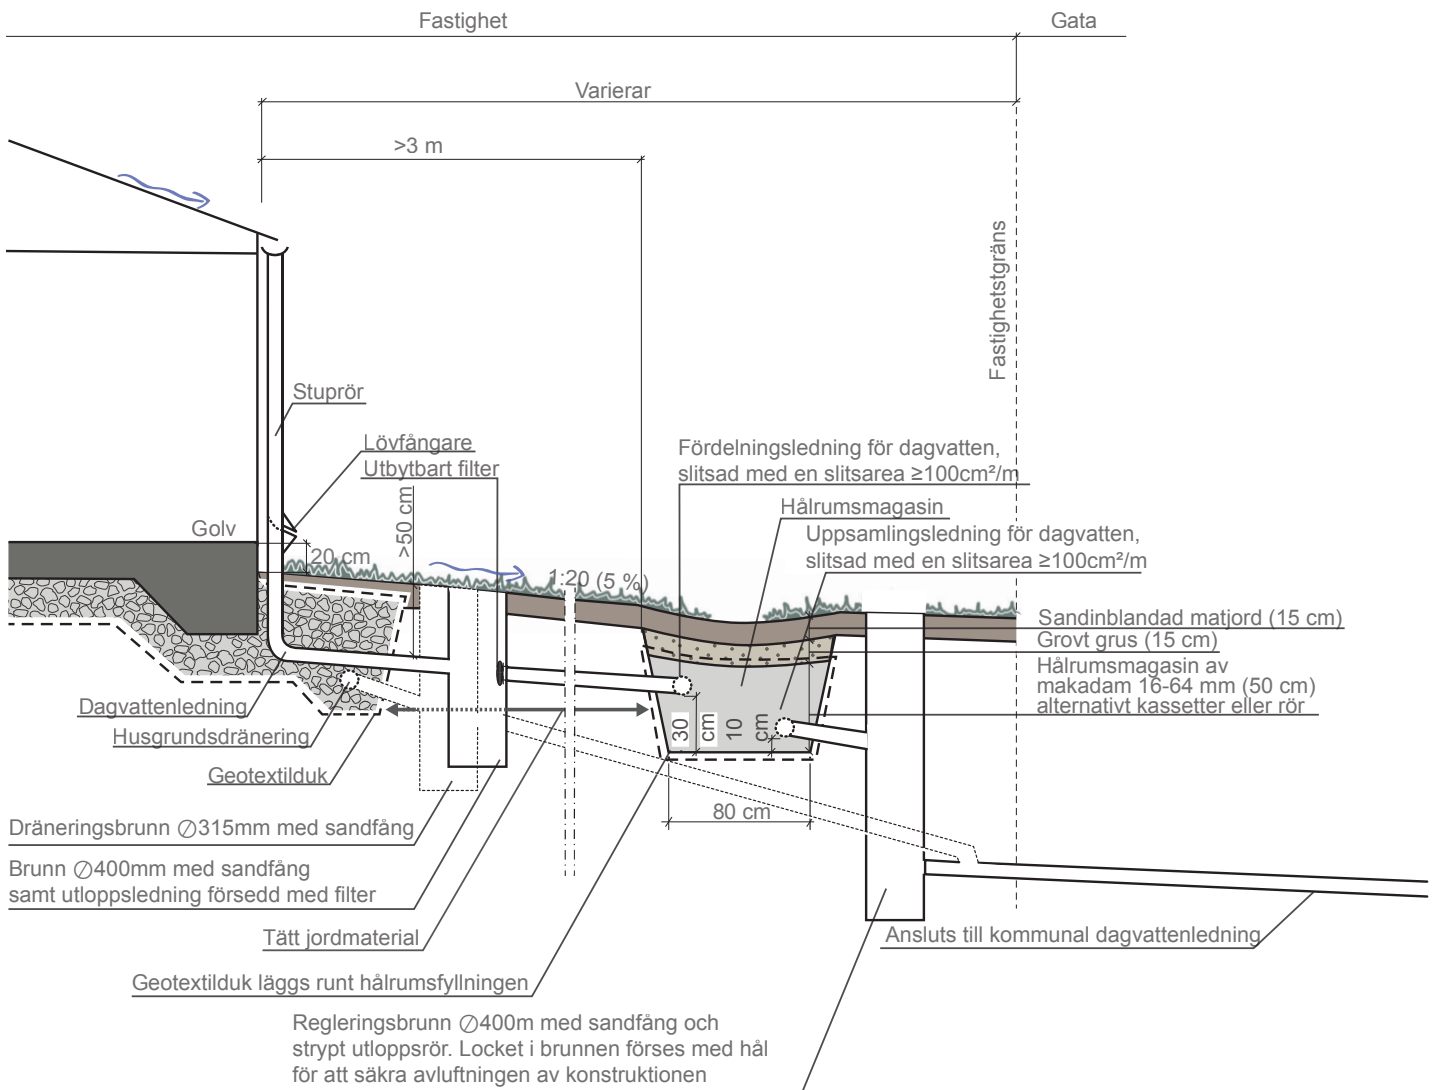 Fastighet
Gata
Varierar
>3 m
Fastighetstgräns
Stuprör
Lövfångare
Utbytbart filter
Fördelningsledning för dagvatten,
slitsad med en slitsarea ≥100cm²/m
Hålrumsmagasin
Uppsamlingsledning för dagvatten,
slitsad med en slitsarea ≥100cm²/m
Golv
>50 cm
20 cm
1:20 (5 %)
Sandinblandad matjord (15 cm)
Grovt grus (15 cm)
Hålrumsmagasin av
makadam 16-64 mm (50 cm)
alternativt kassetter eller rör
Dagvattenledning
30
cm
10
cm
Husgrundsdränering
Geotextilduk
80 cm
Dräneringsbrunn ∅315mm med sandfång
Brunn ∅400mm med sandfång
samt utloppsledning försedd med filter
Tätt jordmaterial
Ansluts till kommunal dagvattenledning
Geotextilduk läggs runt hålrumsfyllningen
Regleringsbrunn ∅400m med sandfång och
strypt utloppsrör. Locket i brunnen förses med hål
för att säkra avluftningen av konstruktionen